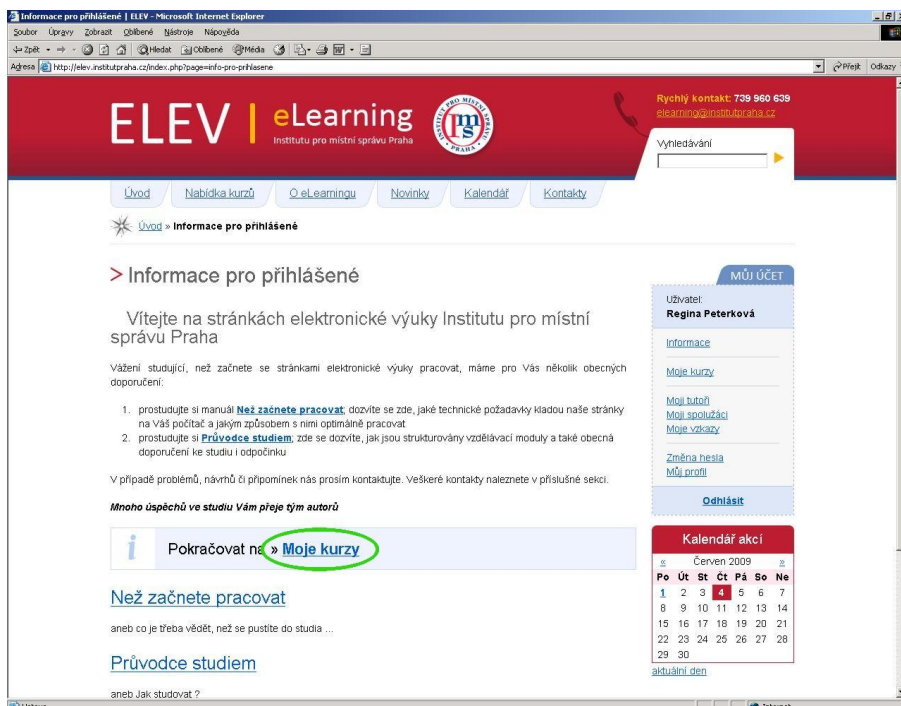 Informace pro přihlášené | ELEV - Microsoft Internet Explorer
Soubor Úpravy Zobrazit Oblíbené Nástroje Nápověda
Zpět Hledat Oblíbené Média
Adresa http://elev.institutpraha.cz/index.php?page=info-pro-prihlasene Přejít Odkazy
ELEV | eLearning
Institutu pro místní správu Praha
INSTITUT PRO MÍSTNÍ SPRÁVU PRAHA
Rychlý kontakt: 739 960 639
elearning@institutpraha.cz
Vyhledávání
Úvod Nabídka kurzů O eLearningu Novinky Kalendář Kontakty
Úvod » Informace pro přihlášené
> Informace pro přihlášené
Vítejte na stránkách elektronické výuky Institutu pro místní
správu Praha
Vážení studující, než začnete se stránkami elektronické výuky pracovat, máme pro Vás několik obecných
doporučení:
1. prostudujte si manuál Než začnete pracovat; dozvíte se zde, jaké technické požadavky kladou naše stránky
na Váš počítač a jakým způsobem s nimi optimálně pracovat
2. prostudujte si Průvodce studiem; zde se dozvíte, jak jsou strukturovány vzdělávací moduly a také obecná
doporučení ke studiu i odpočinku
V případě problémů, návrhů či připomínek nás prosím kontaktujte. Veškeré kontakty naleznete v příslušné sekci.
Mnoho úspěchů ve studiu Vám přeje tým autorů
i Pokračovat na » Moje kurzy
Než začnete pracovat
aneb co je třeba vědět, než se pustíte do studia ...
Průvodce studiem
aneb Jak studovat ?
MŮJ ÚČET
Uživatel:
Regina Peterková
Informace
Moje kurzy
Moji tutoři
Moji spolužáci
Moje vzkazy
Změna hesla
Můj profil
Odhlásit
Kalendář akcí
« Červen 2009 »
Po Út St Čt Pá So Ne
1 2 3 4 5 6 7
8 9 10 11 12 13 14
15 16 17 18 19 20 21
22 23 24 25 26 27 28
29 30
aktuální den